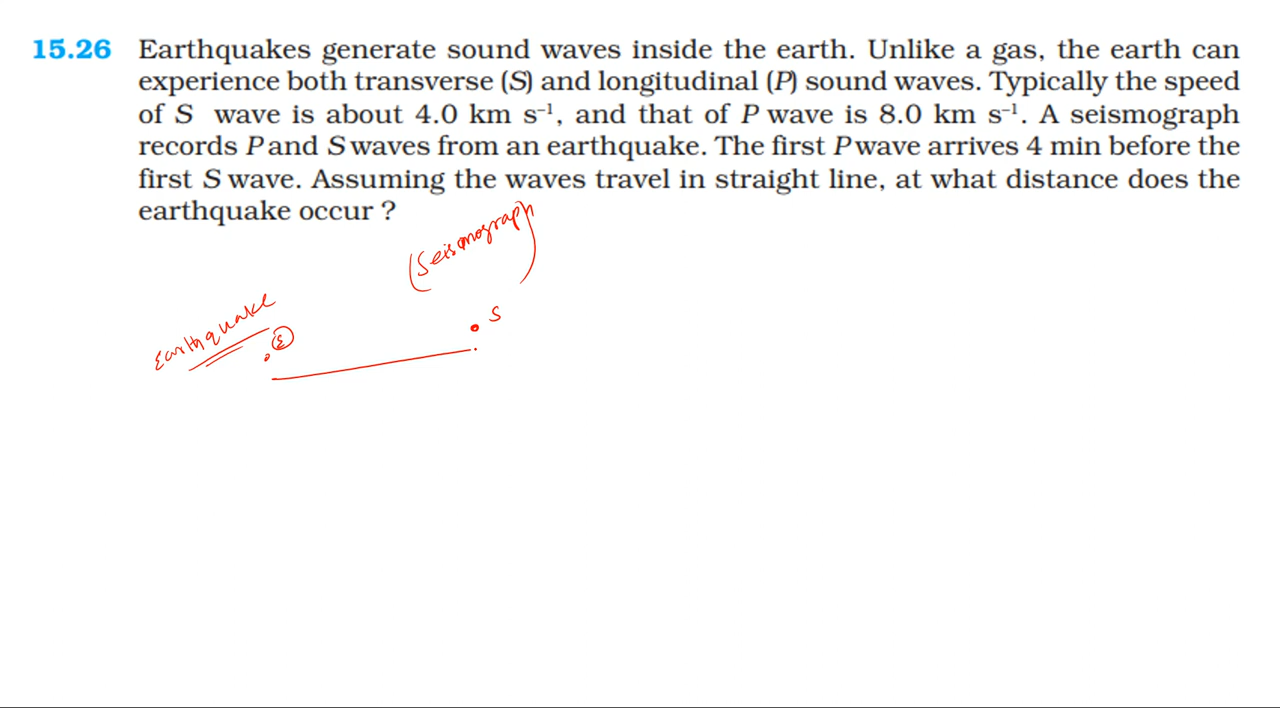 15.26 Earthquakes generate sound waves inside the earth. Unlike a gas, the earth can
experience both transverse (S) and longitudinal (P) sound waves. Typically the speed
of S wave is about 4.0 km s⁻¹, and that of P wave is 8.0 km s⁻¹. A seismograph
records P and S waves from an earthquake. The first P wave arrives 4 min before the
first S wave. Assuming the waves travel in straight line, at what distance does the
earthquake occur ?
(Seismograph)
Earthquake
S
E